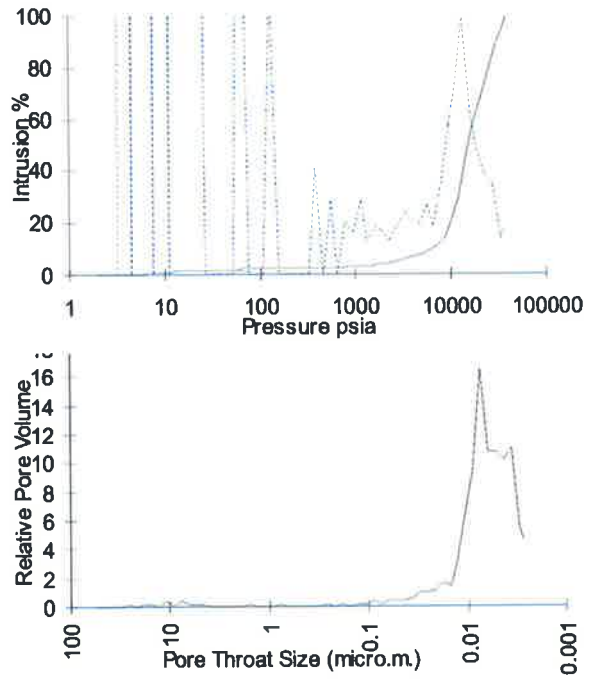 Intrusion %
100
80
60
40
20
0
1 10 100 1000 10000 100000
Pressure psia
Relative Pore Volume
16
14
12
10
8
6
4
2
0
100 10 1 0.1 0.01 0.001
Pore Throat Size (micro.m.)